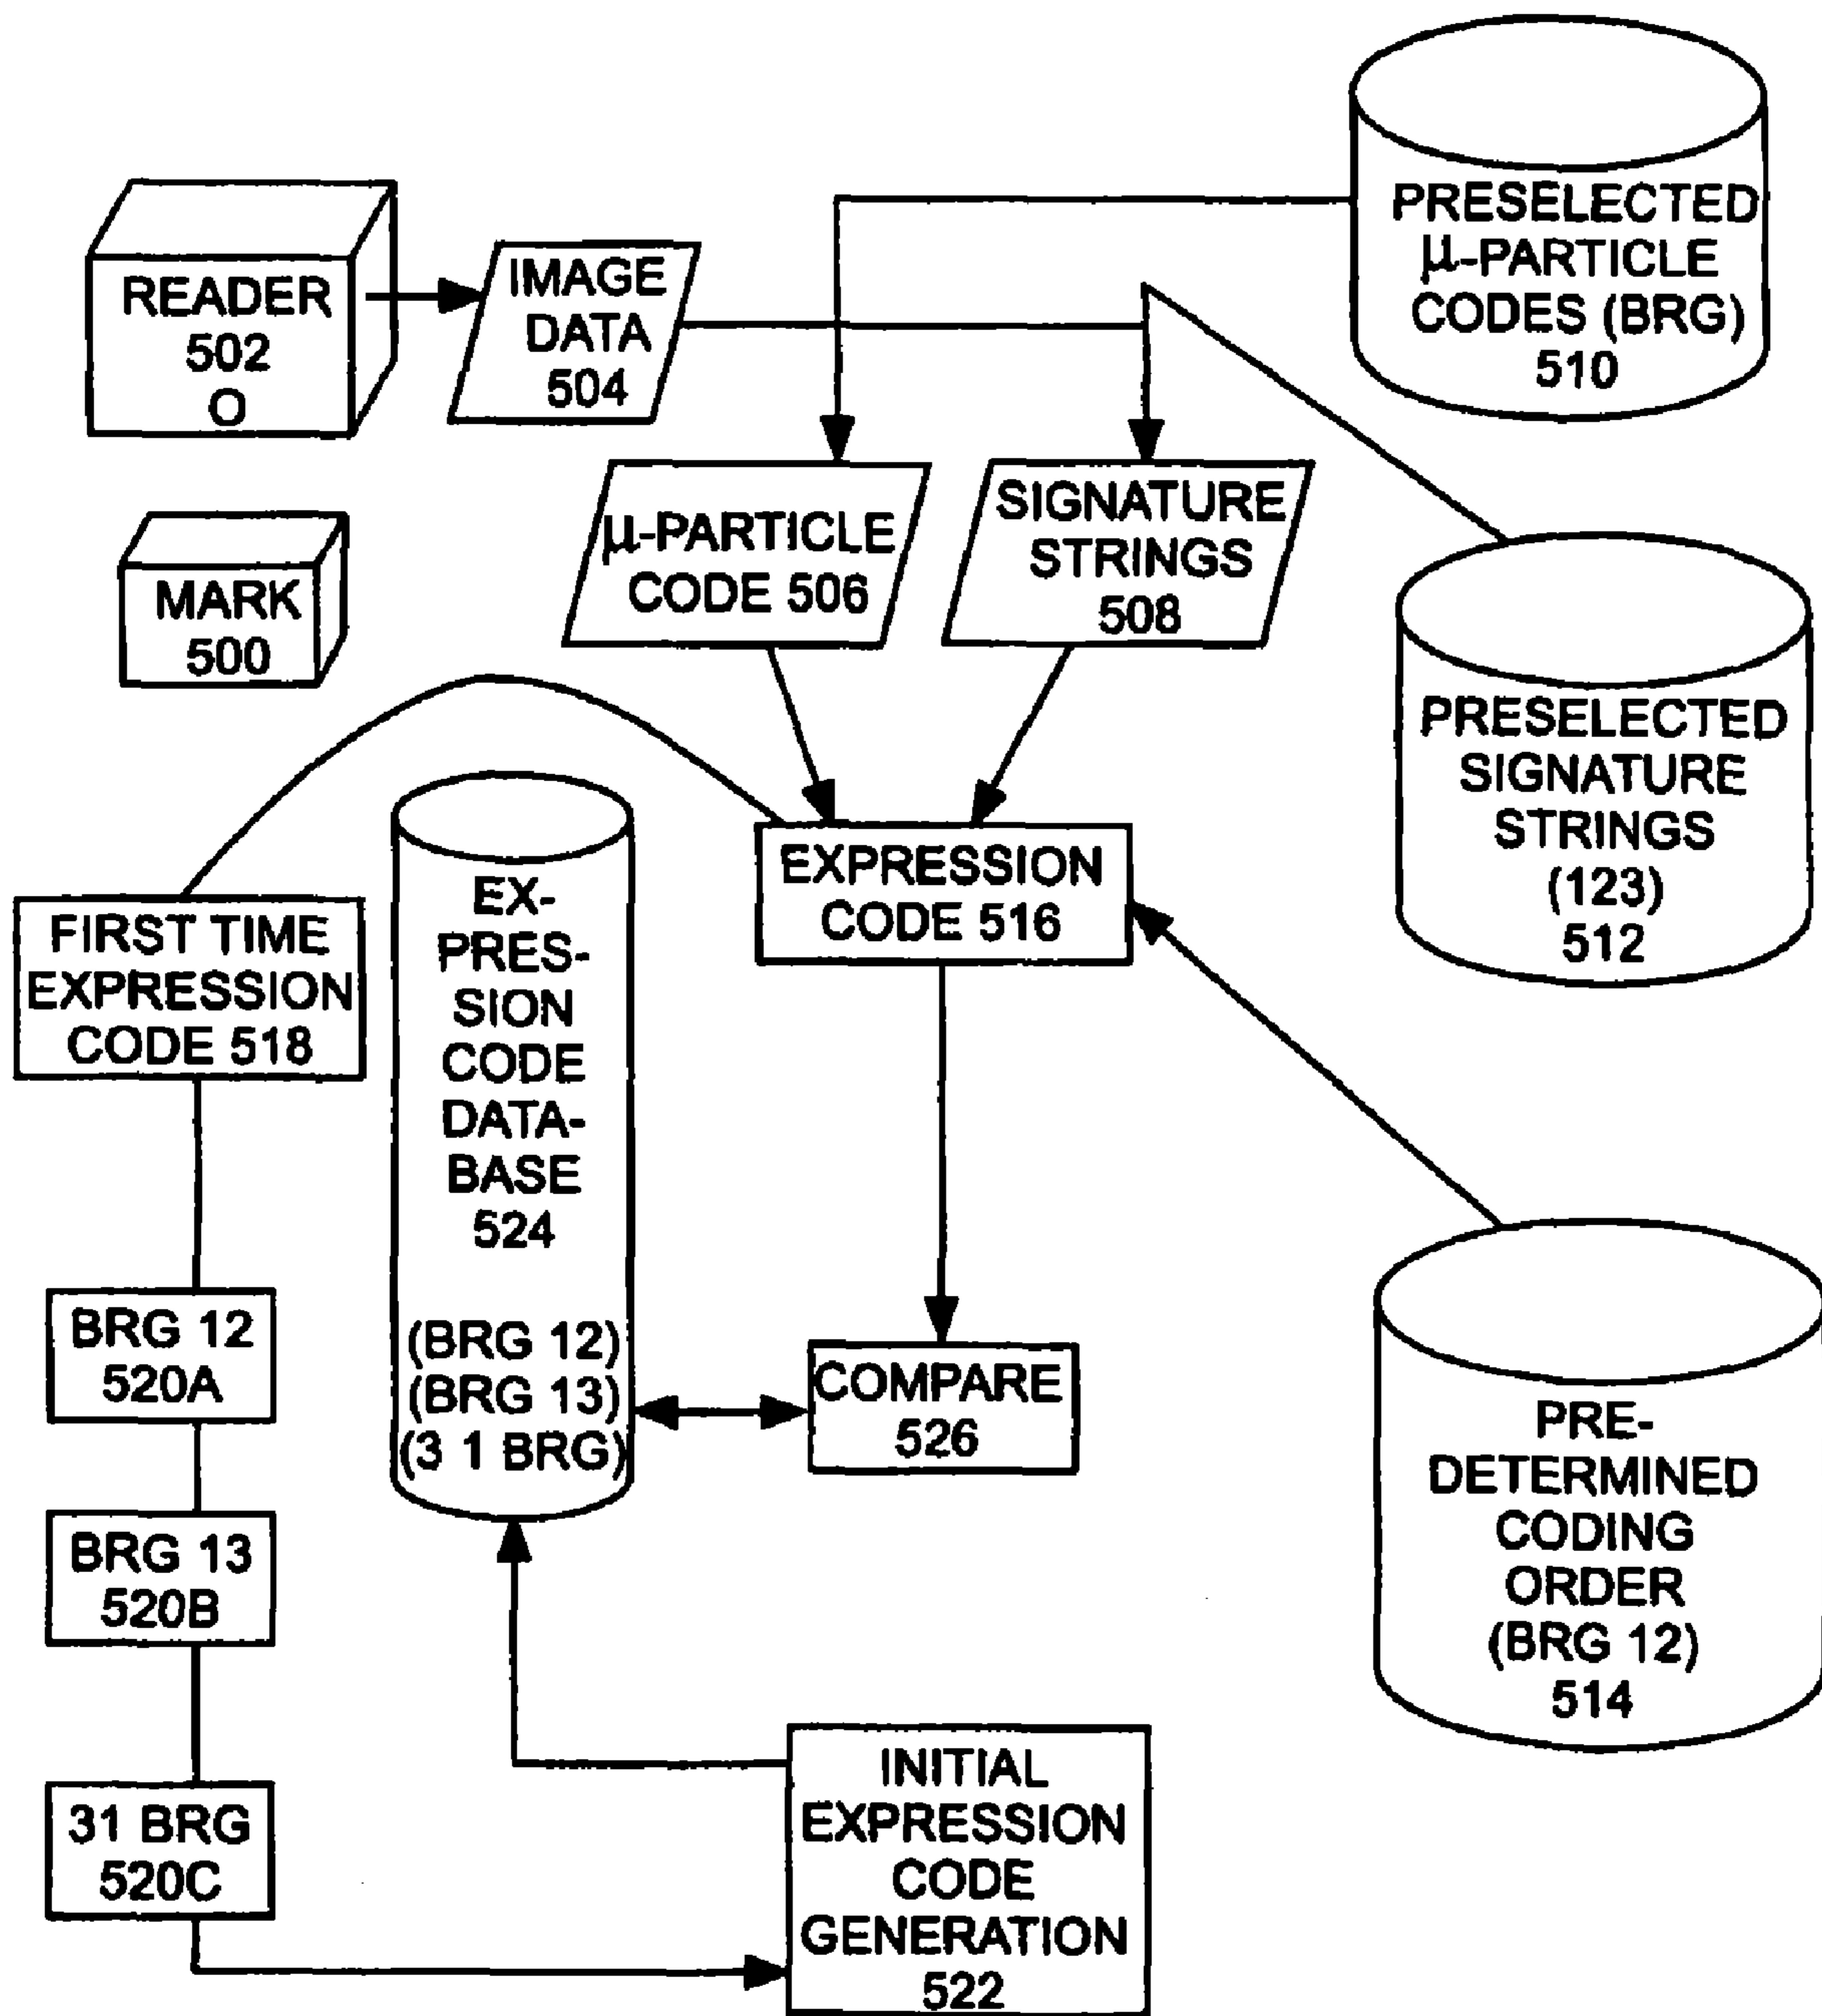 READER
502
O
IMAGE
DATA
504
PRESELECTED
μ-PARTICLE
CODES (BRG)
510
MARK
500
μ-PARTICLE
CODE 506
SIGNATURE
STRINGS
508
PRESELECTED
SIGNATURE
STRINGS
(123)
512
FIRST TIME
EXPRESSION
CODE 518
EX-
PRES-
SION
CODE
DATA-
BASE
524
(BRG 12)
(BRG 13)
(3 1 BRG)
EXPRESSION
CODE 516
COMPARE
526
PRE-
DETERMINED
CODING
ORDER
(BRG 12)
514
BRG 12
520A
BRG 13
520B
31 BRG
520C
INITIAL
EXPRESSION
CODE
GENERATION
522